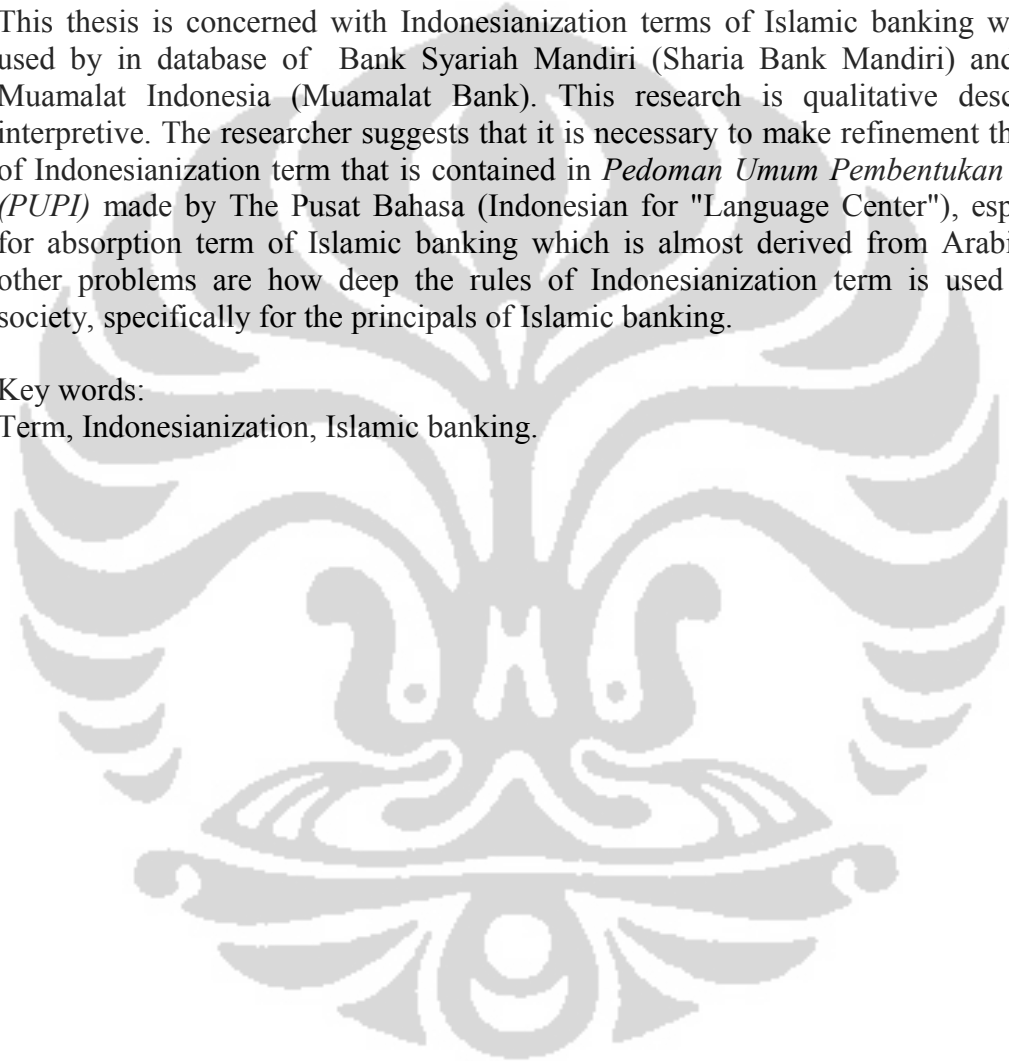 This thesis is concerned with Indonesianization terms of Islamic banking w
used by in database of Bank Syariah Mandiri (Sharia Bank Mandiri) and
Muamalat Indonesia (Muamalat Bank). This research is qualitative desc
interpretive. The researcher suggests that it is necessary to make refinement th
of Indonesianization term that is contained in Pedoman Umum Pembentukan
(PUPI) made by The Pusat Bahasa (Indonesian for "Language Center"), esp
for absorption term of Islamic banking which is almost derived from Arabi
other problems are how deep the rules of Indonesianization term is used
society, specifically for the principals of Islamic banking.
Key words:
Term, Indonesianization, Islamic banking.